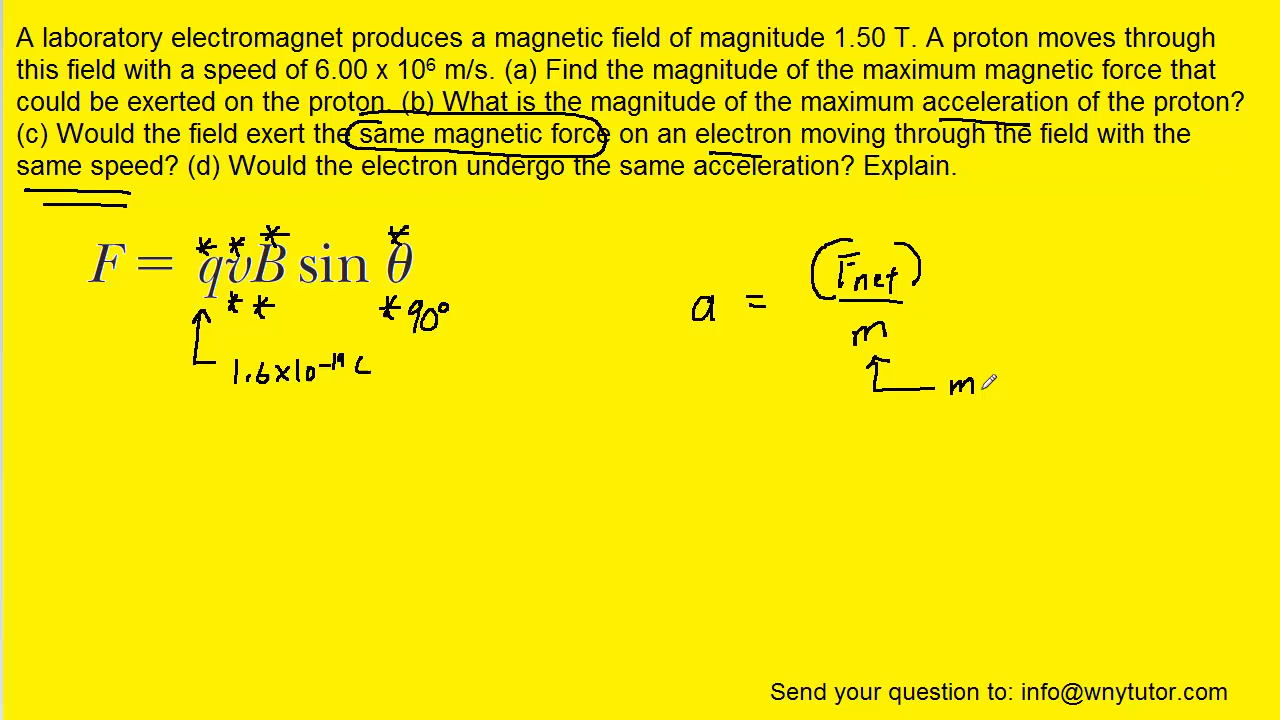 A laboratory electromagnet produces a magnetic field of magnitude 1.50 T. A proton moves through
this field with a speed of 6.00 x 10⁶ m/s. (a) Find the magnitude of the maximum magnetic force that
could be exerted on the proton. (b) What is the magnitude of the maximum acceleration of the proton?
(c) Would the field exert the same magnetic force on an electron moving through the field with the
same speed? (d) Would the electron undergo the same acceleration? Explain.
F = qvB sin θ
* * * *
* * * 90°
1.6x10⁻¹⁹ C
a = (Fnet)
m
m
Send your question to: info@wnytutor.com